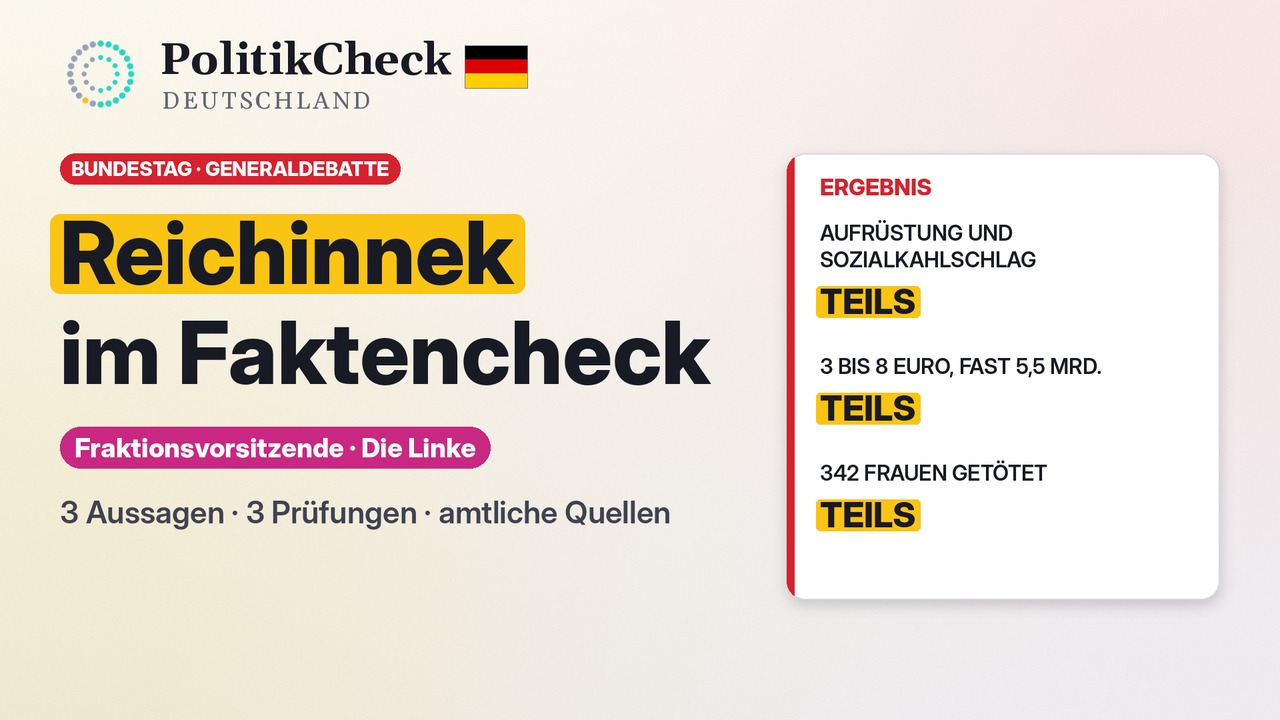 PolitikCheck
DEUTSCHLAND
BUNDESTAG · GENERALDEBATTE
Reichinnek
im Faktencheck
Fraktionsvorsitzende · Die Linke
3 Aussagen · 3 Prüfungen · amtliche Quellen
ERGEBNIS
AUFRÜSTUNG UND
SOZIALKAHLSCHLAG
TEILS
3 BIS 8 EURO, FAST 5,5 MRD.
TEILS
342 FRAUEN GETÖTET
TEILS